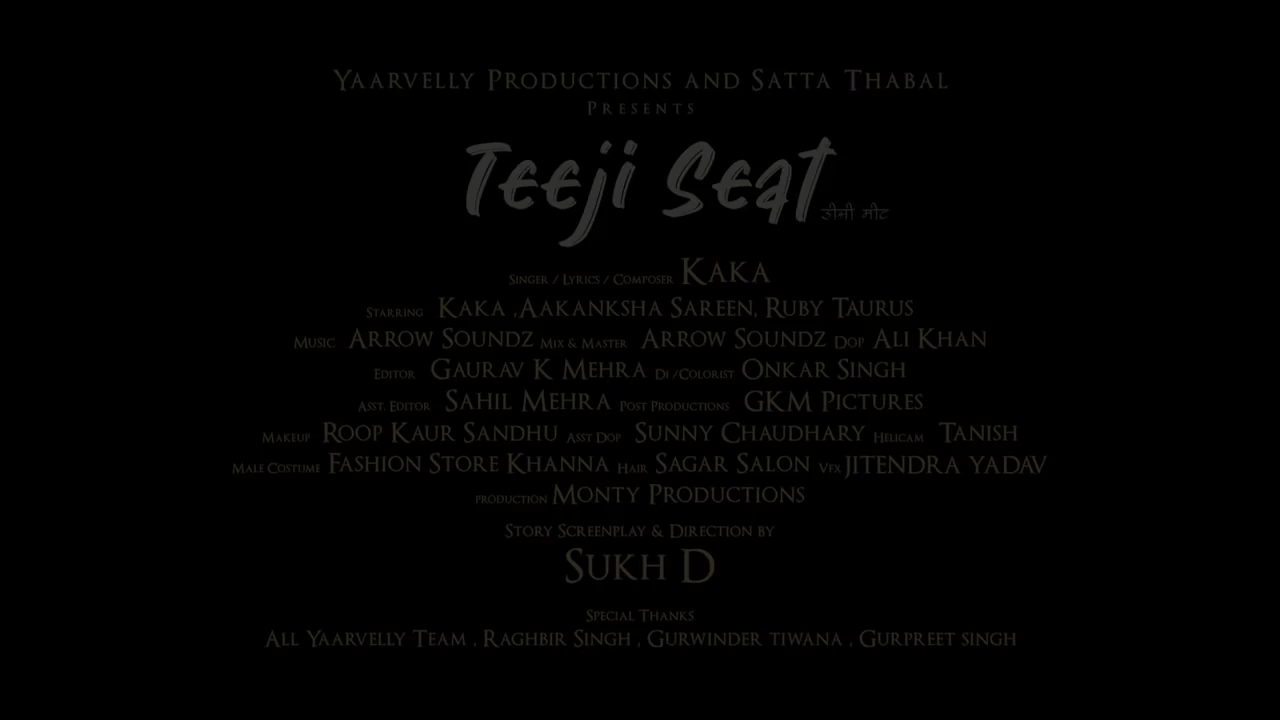 Yaarvelly Productions and Satta Thabal
Presents
Teeji Seat
Singer / Lyrics / Composer Kaka
Starring Kaka ,Aakanksha Sareen, Ruby Taurus
Music Arrow Soundz Mix & Master Arrow Soundz Dop Ali Khan
Editor Gaurav K Mehra Di /Colorist Onkar Singh
Asst. Editor Sahil Mehra Post Productions GKM Pictures
Makeup Roop Kaur Sandhu Asst Dop Sunny Chaudhary Helicam Tanish
Male Costume Fashion Store Khanna Hair Sagar Salon Vfx JITENDRA YADAV
production Monty Productions
Story Screenplay & Direction by
Sukh D
Special Thanks
All Yaarvelly Team , Raghbir Singh , Gurwinder tiwana , Gurpreet singh